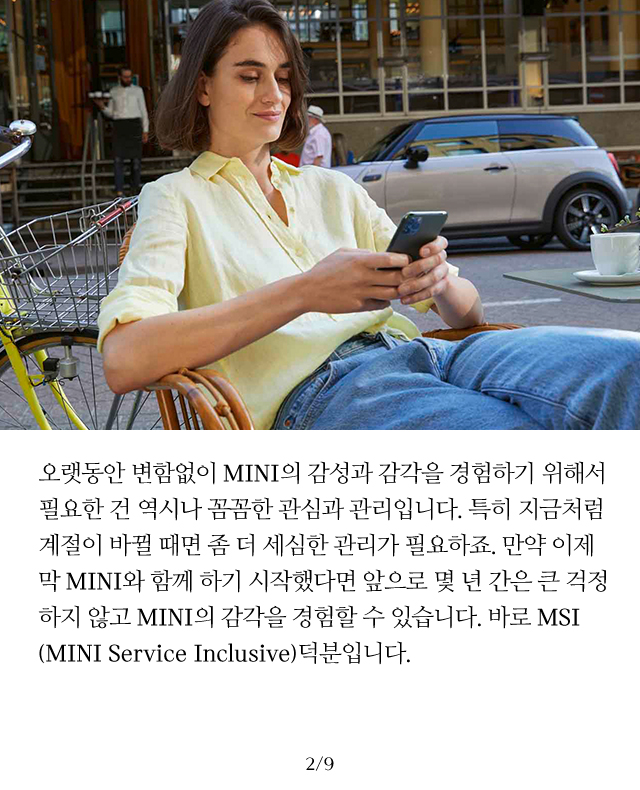 오랫동안 변함없이 MINI의 감성과 감각을 경험하기 위해서
필요한 건 역시나 꼼꼼한 관심과 관리입니다. 특히 지금처럼
계절이 바뀔 때면 좀 더 세심한 관리가 필요하죠. 만약 이제
막 MINI와 함께 하기 시작했다면 앞으로 몇 년 간은 큰 걱정
하지 않고 MINI의 감각을 경험할 수 있습니다. 바로 MSI
(MINI Service Inclusive)덕분입니다.
2/9